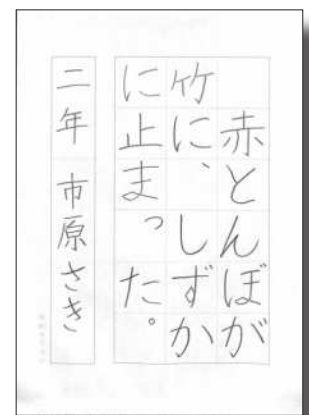 赤とんぼが
竹に、しずか
に止まった。
二年 市原さき